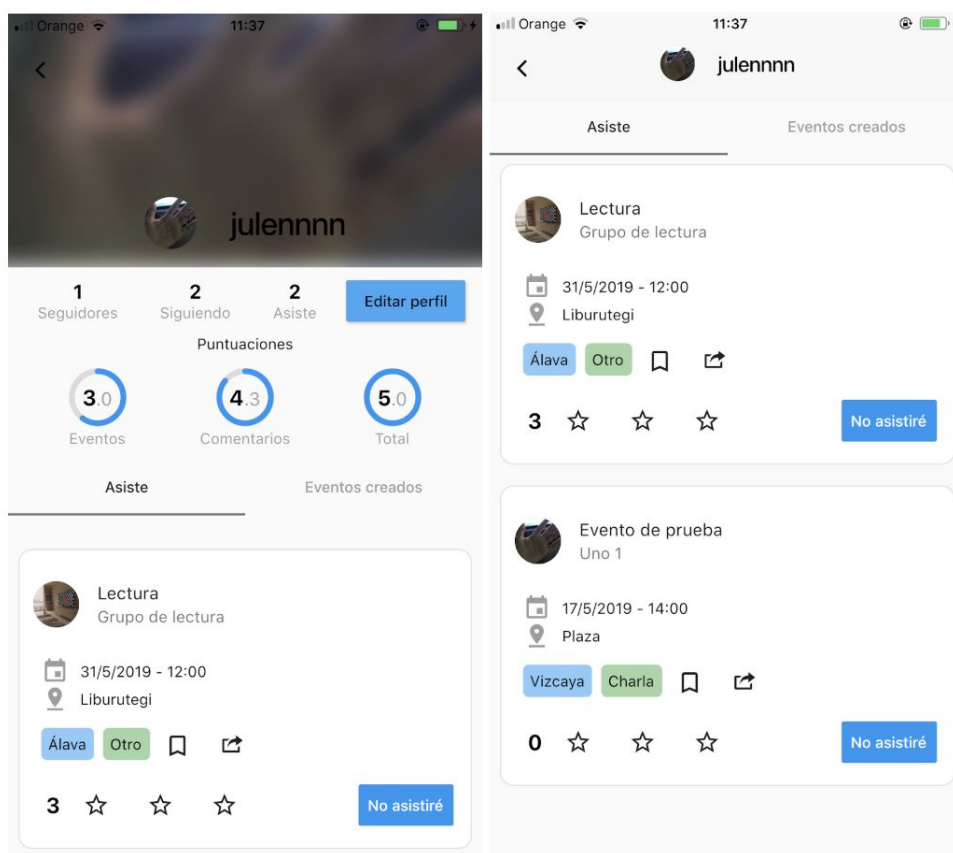 Orange 11:37
julennnn
1 2 2
Seguidores Siguiendo Asiste
Editar perfil
Puntuaciones
3.0 4.3 5.0
Eventos Comentarios Total
Asiste Eventos creados
Lectura
Grupo de lectura
31/5/2019 - 12:00
Liburutegi
Álava Otro
3
No asistiré
Orange 11:37
julennnn
Asiste Eventos creados
Lectura
Grupo de lectura
31/5/2019 - 12:00
Liburutegi
Álava Otro
3
No asistiré
Evento de prueba
Uno 1
17/5/2019 - 14:00
Plaza
Vizcaya Charla
0
No asistiré